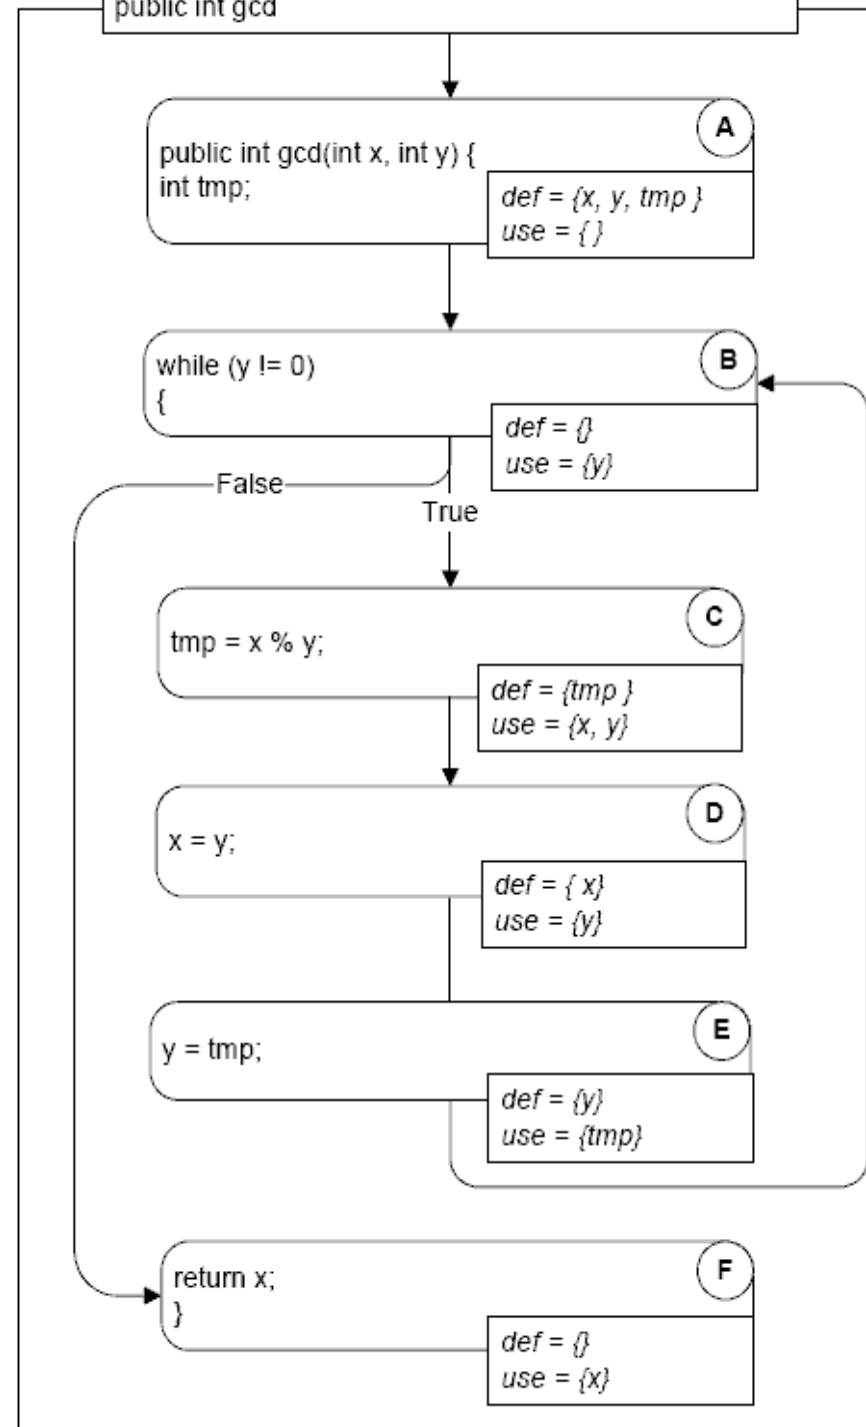 public int gcd
A
public int gcd(int x, int y) {
int tmp;
def = {x, y, tmp }
use = { }
B
while (y != 0)
{
def = {}
use = {y}
False
True
C
tmp = x % y;
def = {tmp }
use = {x, y}
D
x = y;
def = { x}
use = {y}
E
y = tmp;
def = {y}
use = {tmp}
F
return x;
}
def = {}
use = {x}